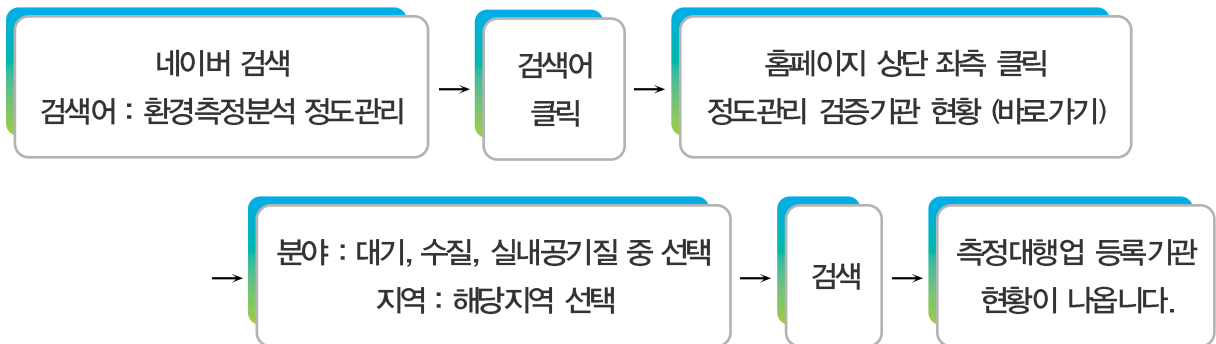 네이버 검색
검색어 : 환경측정분석 정도관리
→
검색어
클릭
→
홈페이지 상단 좌측 클릭
정도관리 검증기관 현황 (바로가기)
→
분야 : 대기, 수질, 실내공기질 중 선택
지역 : 해당지역 선택
→
검색
→
측정대행업 등록기관
현황이 나옵니다.